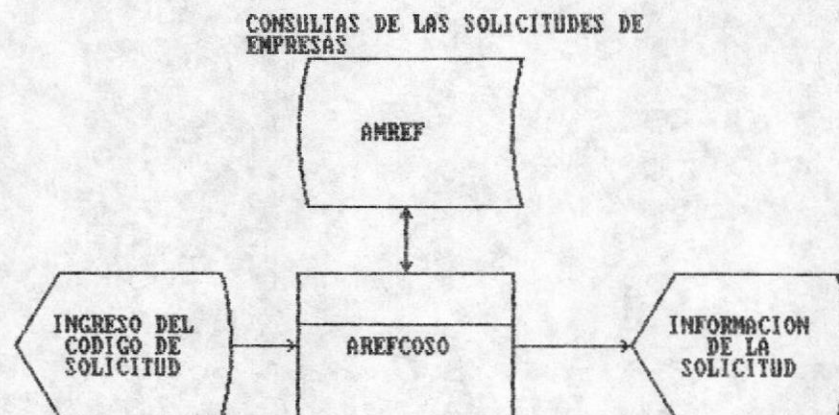 CONSULTAS DE LAS SOLICITUDES DE
EMPRESAS
AMREF
INGRESO DEL
CODIGO DE
SOLICITUD
AREFCOSO
INFORMACION
DE LA
SOLICITUD